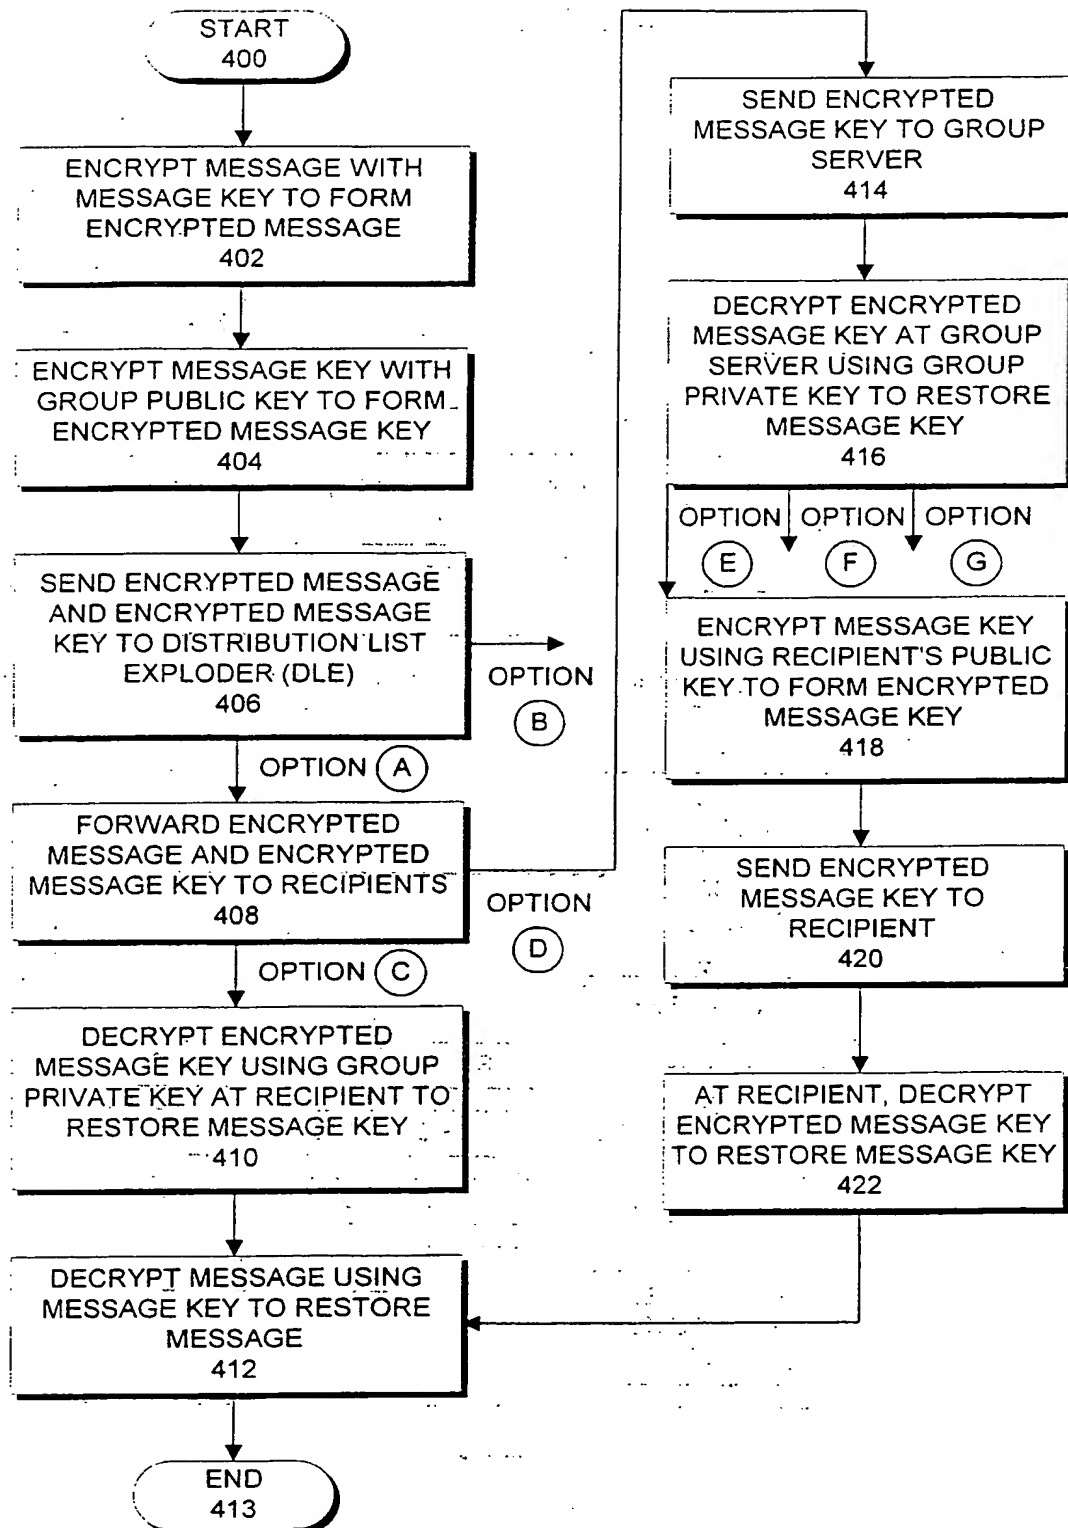 START
400
ENCRYPT MESSAGE WITH
MESSAGE KEY TO FORM
ENCRYPTED MESSAGE
402
ENCRYPT MESSAGE KEY WITH
GROUP PUBLIC KEY TO FORM
ENCRYPTED MESSAGE KEY
404
SEND ENCRYPTED MESSAGE
AND ENCRYPTED MESSAGE
KEY TO DISTRIBUTION LIST
EXPLODER (DLE)
406
OPTION
B
OPTION A
FORWARD ENCRYPTED
MESSAGE AND ENCRYPTED
MESSAGE KEY TO RECIPIENTS
408
OPTION
D
OPTION C
DECRYPT ENCRYPTED
MESSAGE KEY USING GROUP
PRIVATE KEY AT RECIPIENT TO
RESTORE MESSAGE KEY
410
DECRYPT MESSAGE USING
MESSAGE KEY TO RESTORE
MESSAGE
412
END
413
SEND ENCRYPTED
MESSAGE KEY TO GROUP
SERVER
414
DECRYPT ENCRYPTED
MESSAGE KEY AT GROUP
SERVER USING GROUP
PRIVATE KEY TO RESTORE
MESSAGE KEY
416
OPTION OPTION OPTION
E F G
ENCRYPT MESSAGE KEY
USING RECIPIENT'S PUBLIC
KEY TO FORM ENCRYPTED
MESSAGE KEY
418
SEND ENCRYPTED
MESSAGE KEY TO
RECIPIENT
420
AT RECIPIENT, DECRYPT
ENCRYPTED MESSAGE KEY
TO RESTORE MESSAGE KEY
422